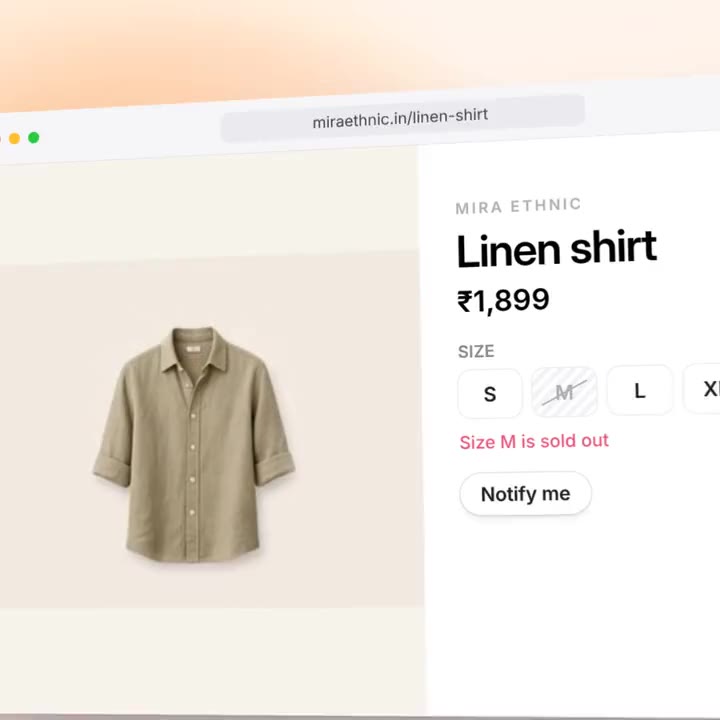 miraethnic.in/linen-shirt
MIRA ETHNIC
Linen shirt
₹1,899
SIZE
S
M
L
Size M is sold out
Notify me